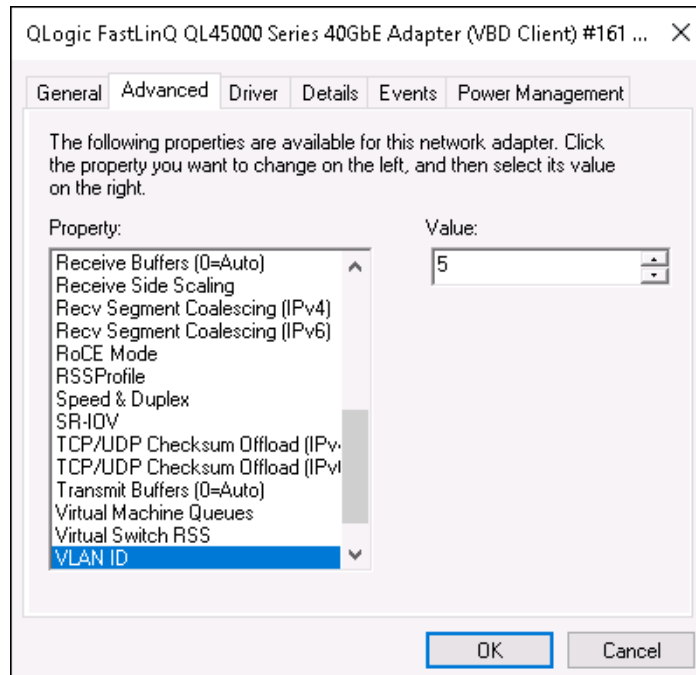 QLogic FastLinQ QL45000 Series 40GbE Adapter (VBD Client) #161 ...
General Advanced Driver Details Events Power Management
The following properties are available for this network adapter. Click
the property you want to change on the left, and then select its value
on the right.
Property:
Value:
Receive Buffers (0=Auto)
Receive Side Scaling
Recv Segment Coalescing (IPv4)
Recv Segment Coalescing (IPv6)
RoCE Mode
RSSProfile
Speed & Duplex
SR-IOV
TCP/UDP Checksum Offload (IPv
TCP/UDP Checksum Offload (IPv
Transmit Buffers (0=Auto)
Virtual Machine Queues
Virtual Switch RSS
VLAN ID
5
OK
Cancel